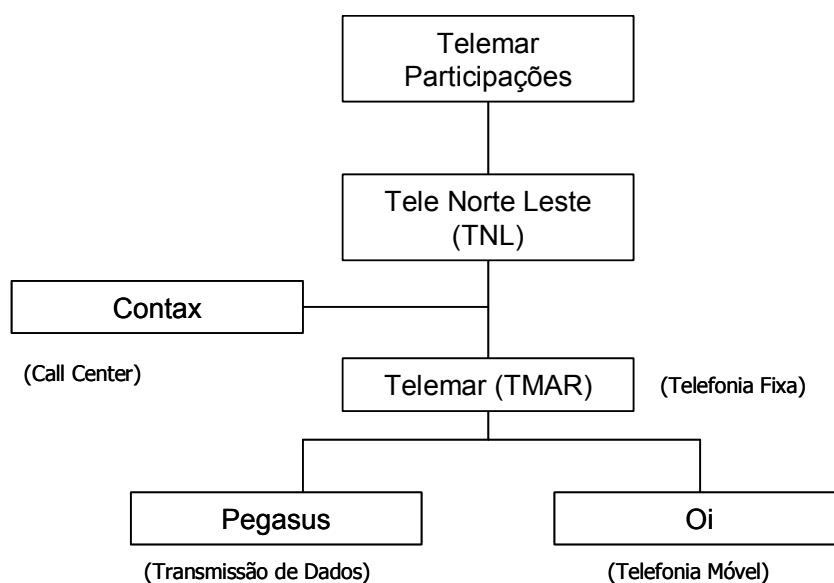 Telemar
Participações
Tele Norte Leste
(TNL)
Contax
(Call Center)
Telemar (TMAR)
(Telefonia Fixa)
Pegasus
Oi
(Transmissão de Dados)
(Telefonia Móvel)